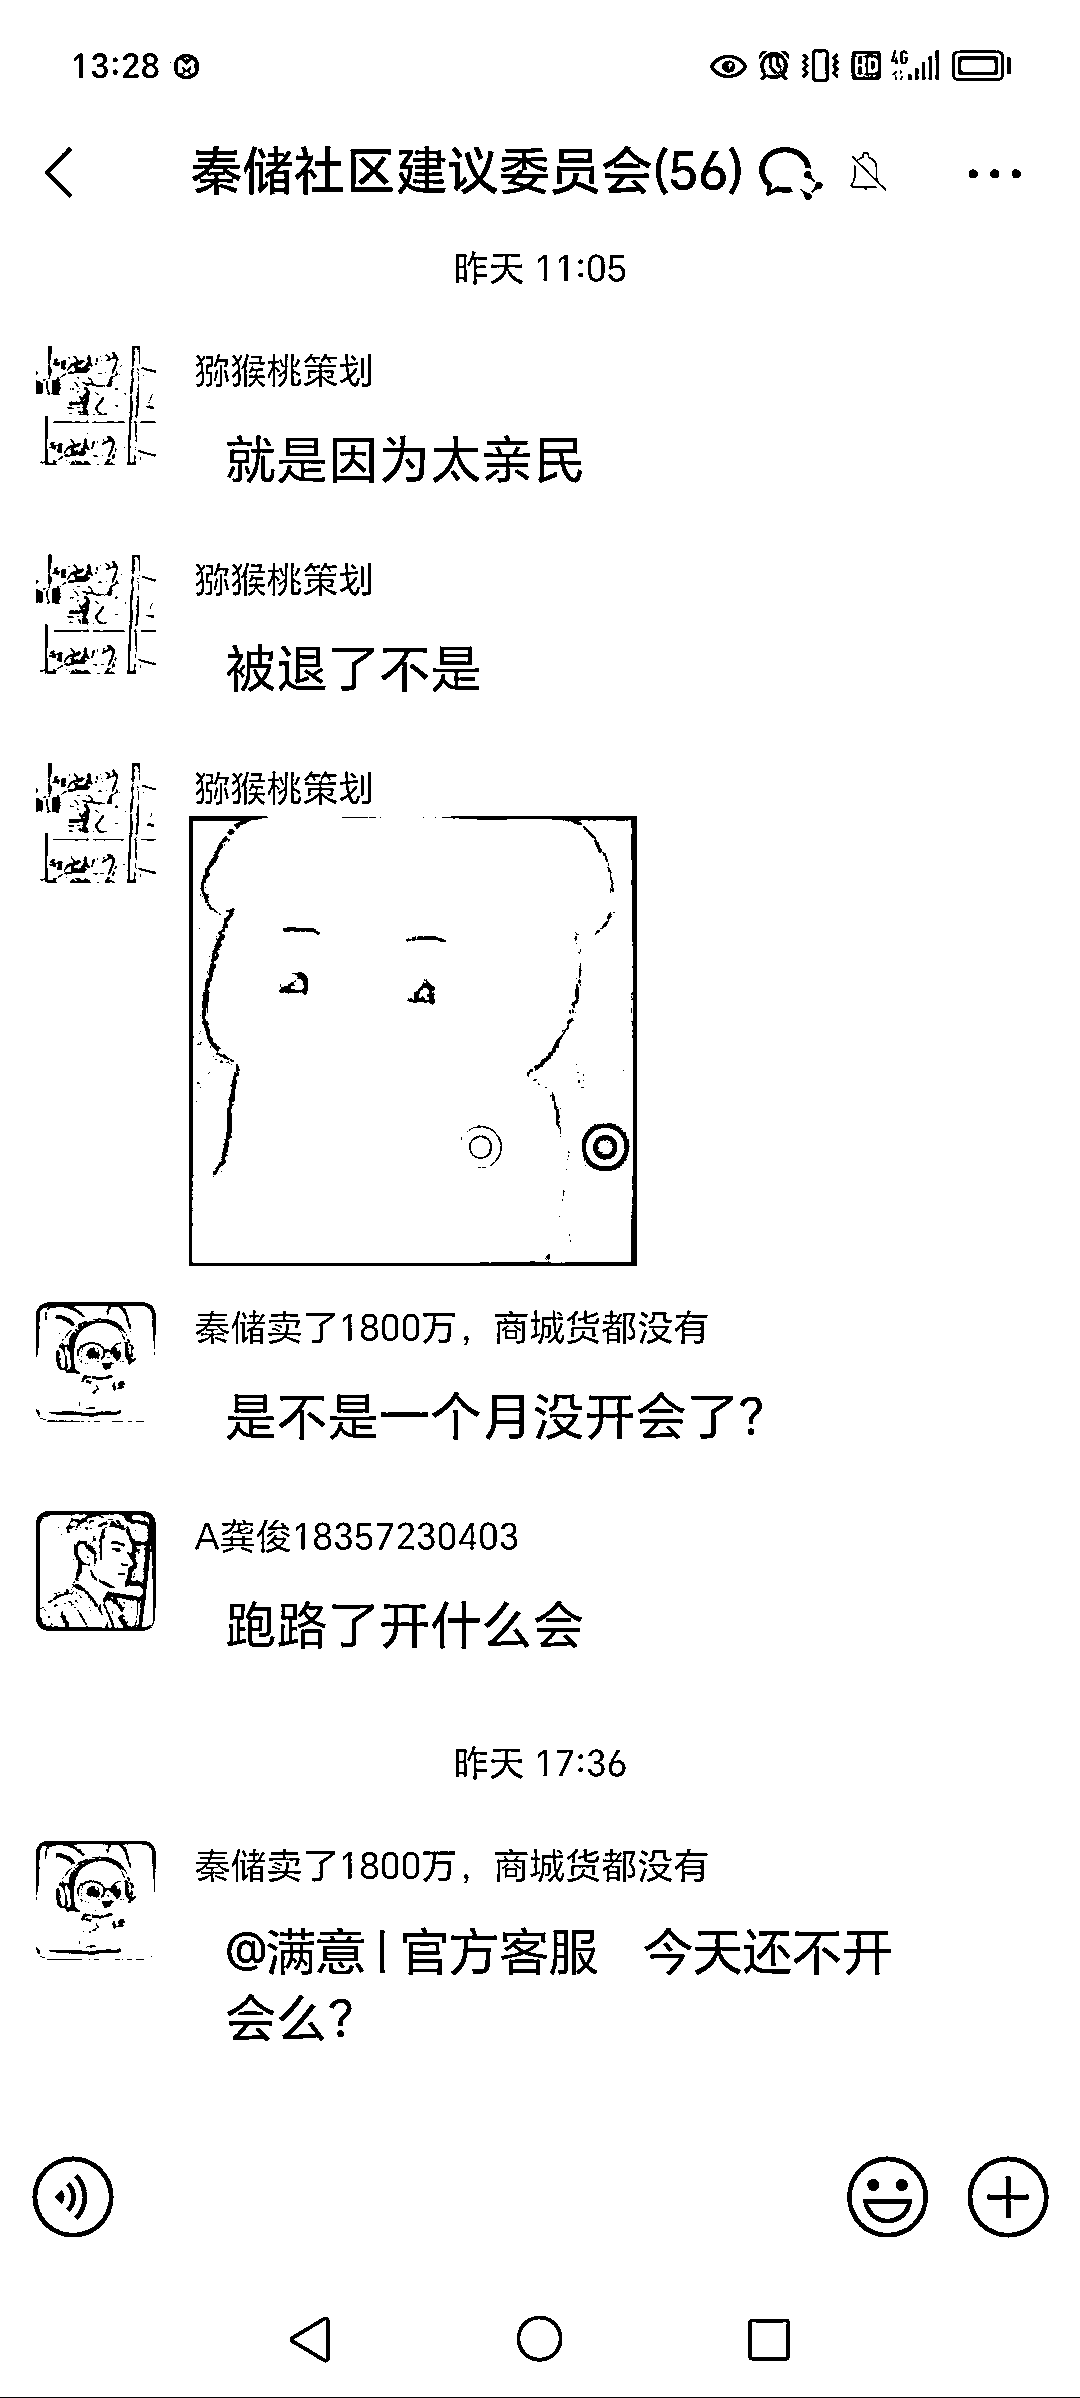 13:28
HD 4G
秦储社区建议委员会(56)
昨天 11:05
猕猴桃策划
就是因为太亲民
猕猴桃策划
被退了不是
猕猴桃策划
秦储卖了1800万，商城货都没有
是不是一个月没开会了?
A龚俊18357230403
跑路了开什么会
昨天 17:36
秦储卖了1800万，商城货都没有
@满意 | 官方客服 今天还不开
会么?